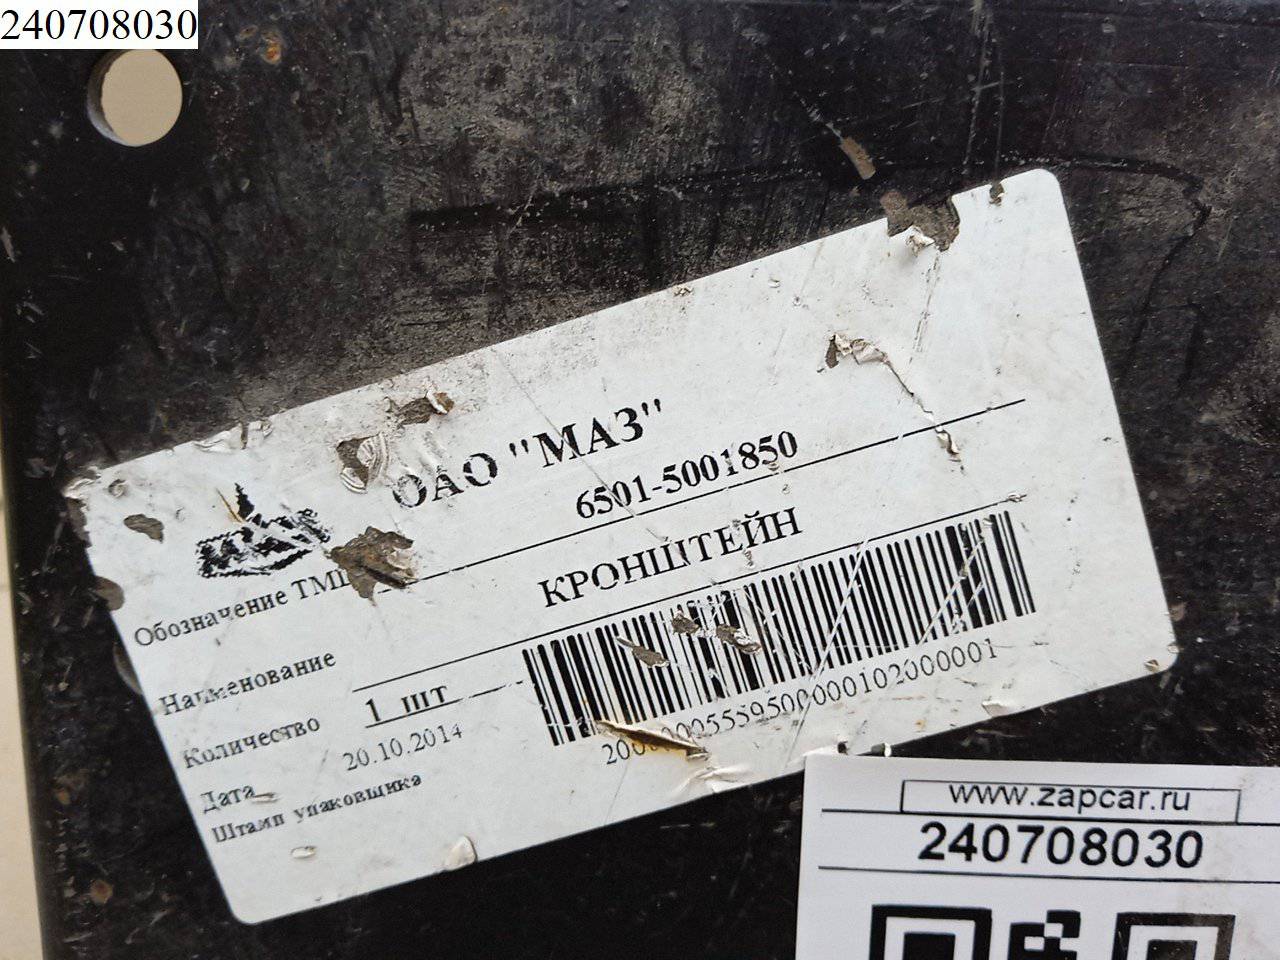 240708030
ОАО "МАЗ"
Обозначение 6501-5001850
Наименование КРОНШТЕЙН
Количество 1 шт
Дата 20.10.2014
Штамп упаковщика
www.zapcar.ru
240708030